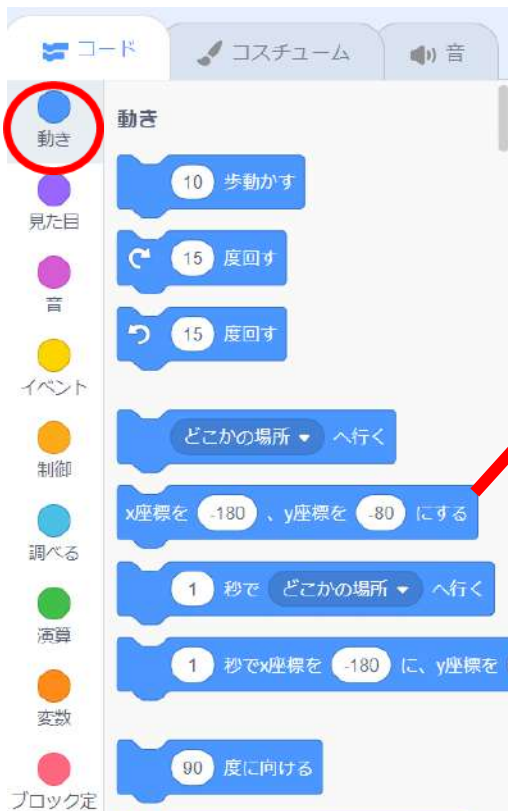 コード コスチューム 音
動き
見た目
音
イベント
制御
調べる
演算
変数
ブロック定
動き
10 歩動かす
15 度回す
15 度回す
どこかの場所 へ行く
x座標を -180 、y座標を -80 にする
1 秒で どこかの場所 へ行く
1 秒でx座標を -180 に、y座標を
90 度に向ける